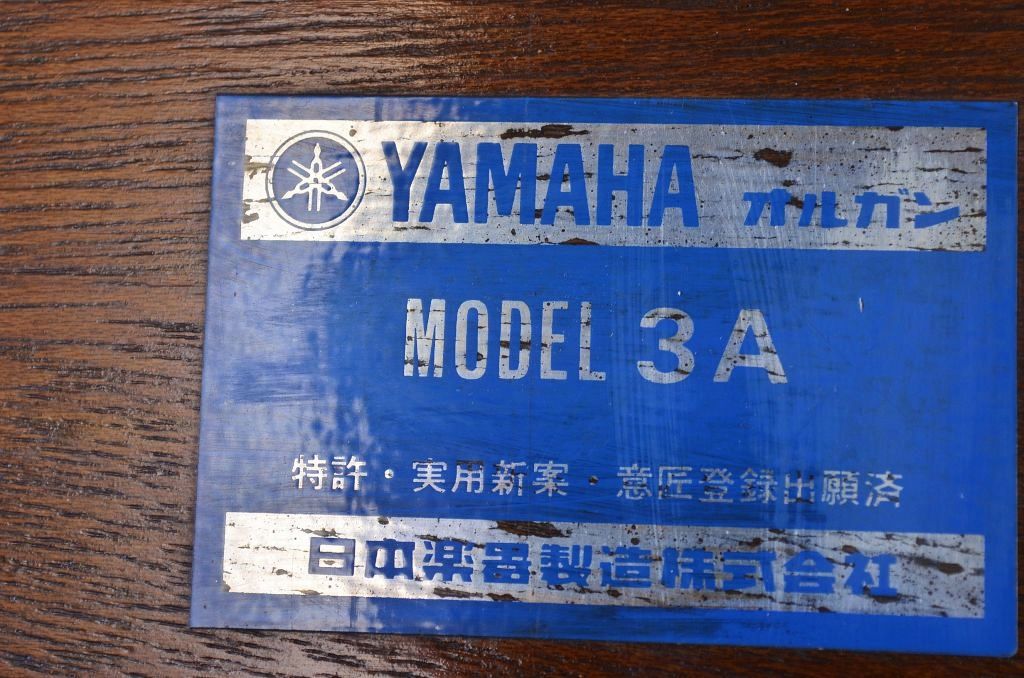 YAMAHA オルガン
MODEL 3A
特許・実用新案・意匠登録出願済
日本楽器製造株式会社